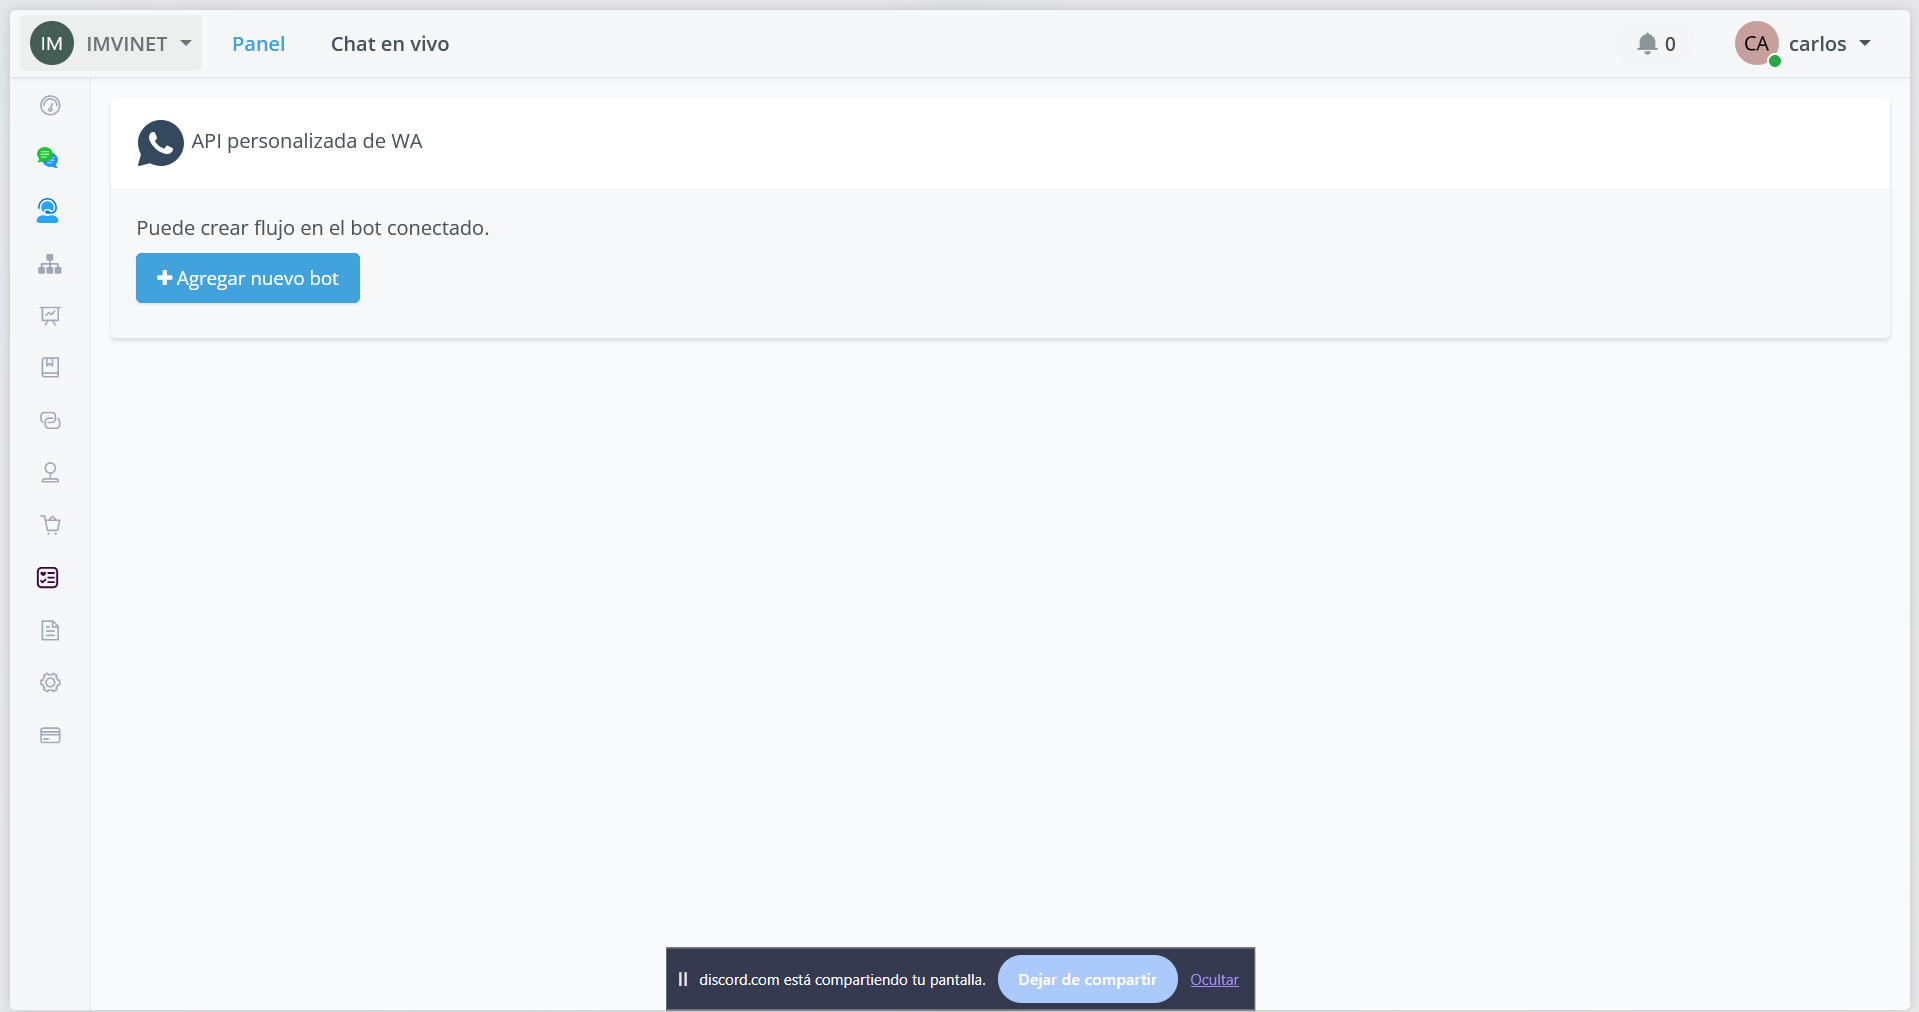 IM IMVINET Panel Chat en vivo 0 CA carlos
API personalizada de WA
Puede crear flujo en el bot conectado.
Agregar nuevo bot
discord.com está compartiendo tu pantalla. Dejar de compartir Ocultar